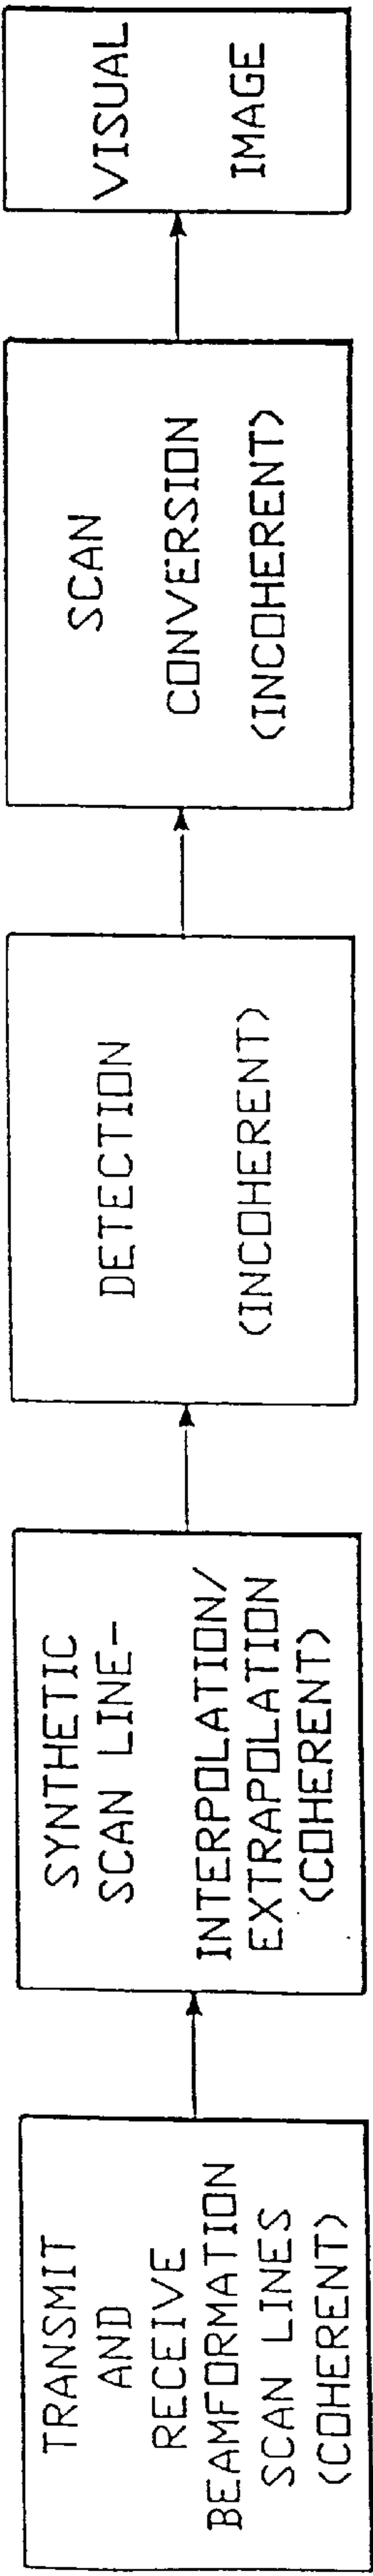 TRANSMIT
AND
RECEIVE
BEAMFORMATION
SCAN LINES
(COHERENT)
SYNTHETIC
SCAN LINE-
INTERPOLATION/
EXTRAPOLATION
(COHERENT)
DETECTION
(INCOHERENT)
SCAN
CONVERSION
(INCOHERENT)
VISUAL
IMAGE